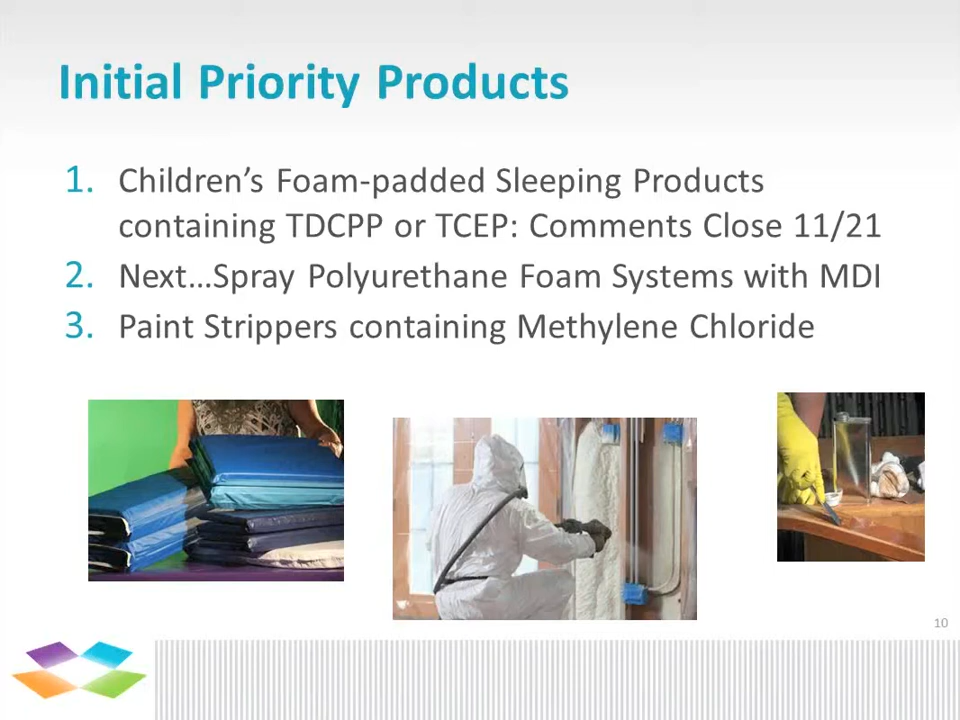 Initial Priority Products
1. Children’s Foam-padded Sleeping Products
containing TDCPP or TCEP: Comments Close 11/21
2. Next…Spray Polyurethane Foam Systems with MDI
3. Paint Strippers containing Methylene Chloride
10